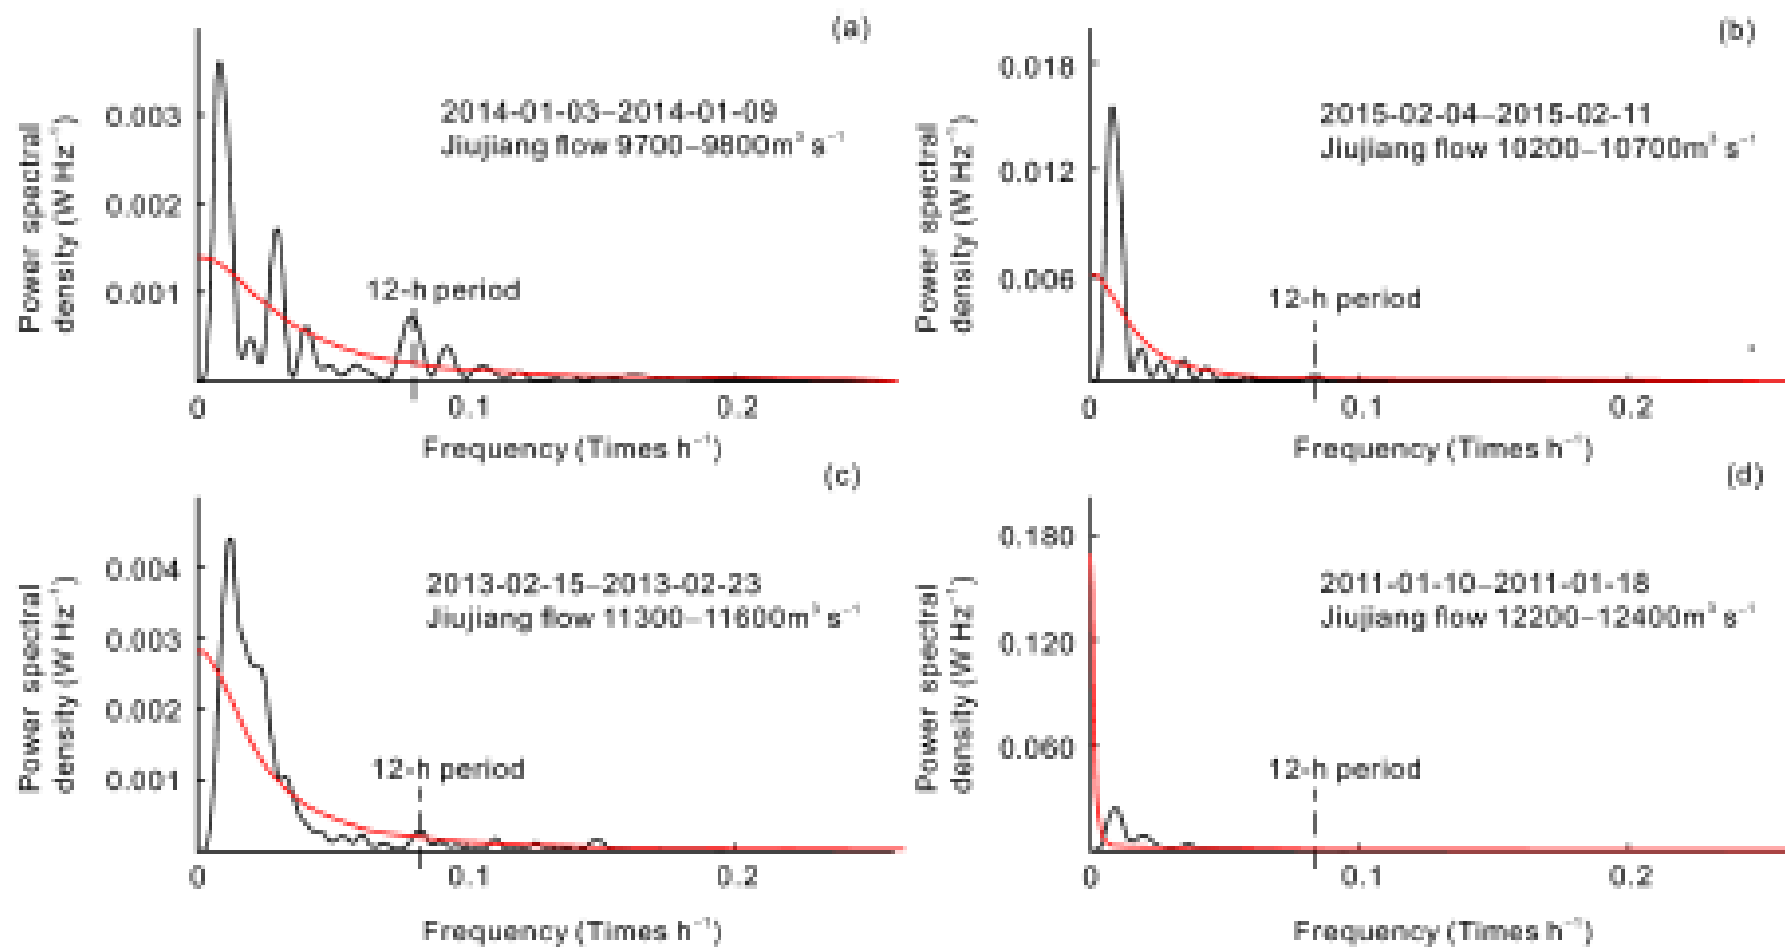 (a)
Power spectral
density (W Hz⁻¹)
0.003
0.002
0.001
2014-01-03–2014-01-09
Jiujiang flow 9700–9800m³ s⁻¹
12-h period
0
0.1
0.2
Frequency (Times h⁻¹)
(b)
Power spectral
density (W Hz⁻¹)
0.018
0.012
0.006
2015-02-04–2015-02-11
Jiujiang flow 10200–10700m³ s⁻¹
12-h period
0
0.1
0.2
Frequency (Times h⁻¹)
(c)
Power spectral
density (W Hz⁻¹)
0.004
0.003
0.002
0.001
2013-02-15–2013-02-23
Jiujiang flow 11300–11600m³ s⁻¹
12-h period
0
0.1
0.2
Frequency (Times h⁻¹)
(d)
Power spectral
density (W Hz⁻¹)
0.180
0.120
0.060
2011-01-10–2011-01-18
Jiujiang flow 12200–12400m³ s⁻¹
12-h period
0
0.1
0.2
Frequency (Times h⁻¹)